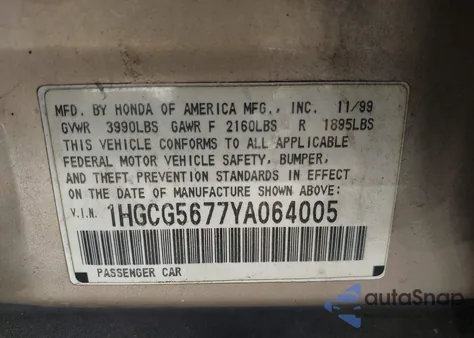 MFD. BY HONDA OF AMERICA MFG., INC. 11/99
GVWR 3990LBS GAWR F 2160LBS R 1895LBS
THIS VEHICLE CONFORMS TO ALL APPLICABLE
FEDERAL MOTOR VEHICLE SAFETY, BUMPER,
AND THEFT PREVENTION STANDARDS IN EFFECT
ON THE DATE OF MANUFACTURE SHOWN ABOVE:
V.I.N. 1HGCG5677YA064005
PASSENGER CAR
autoSnap